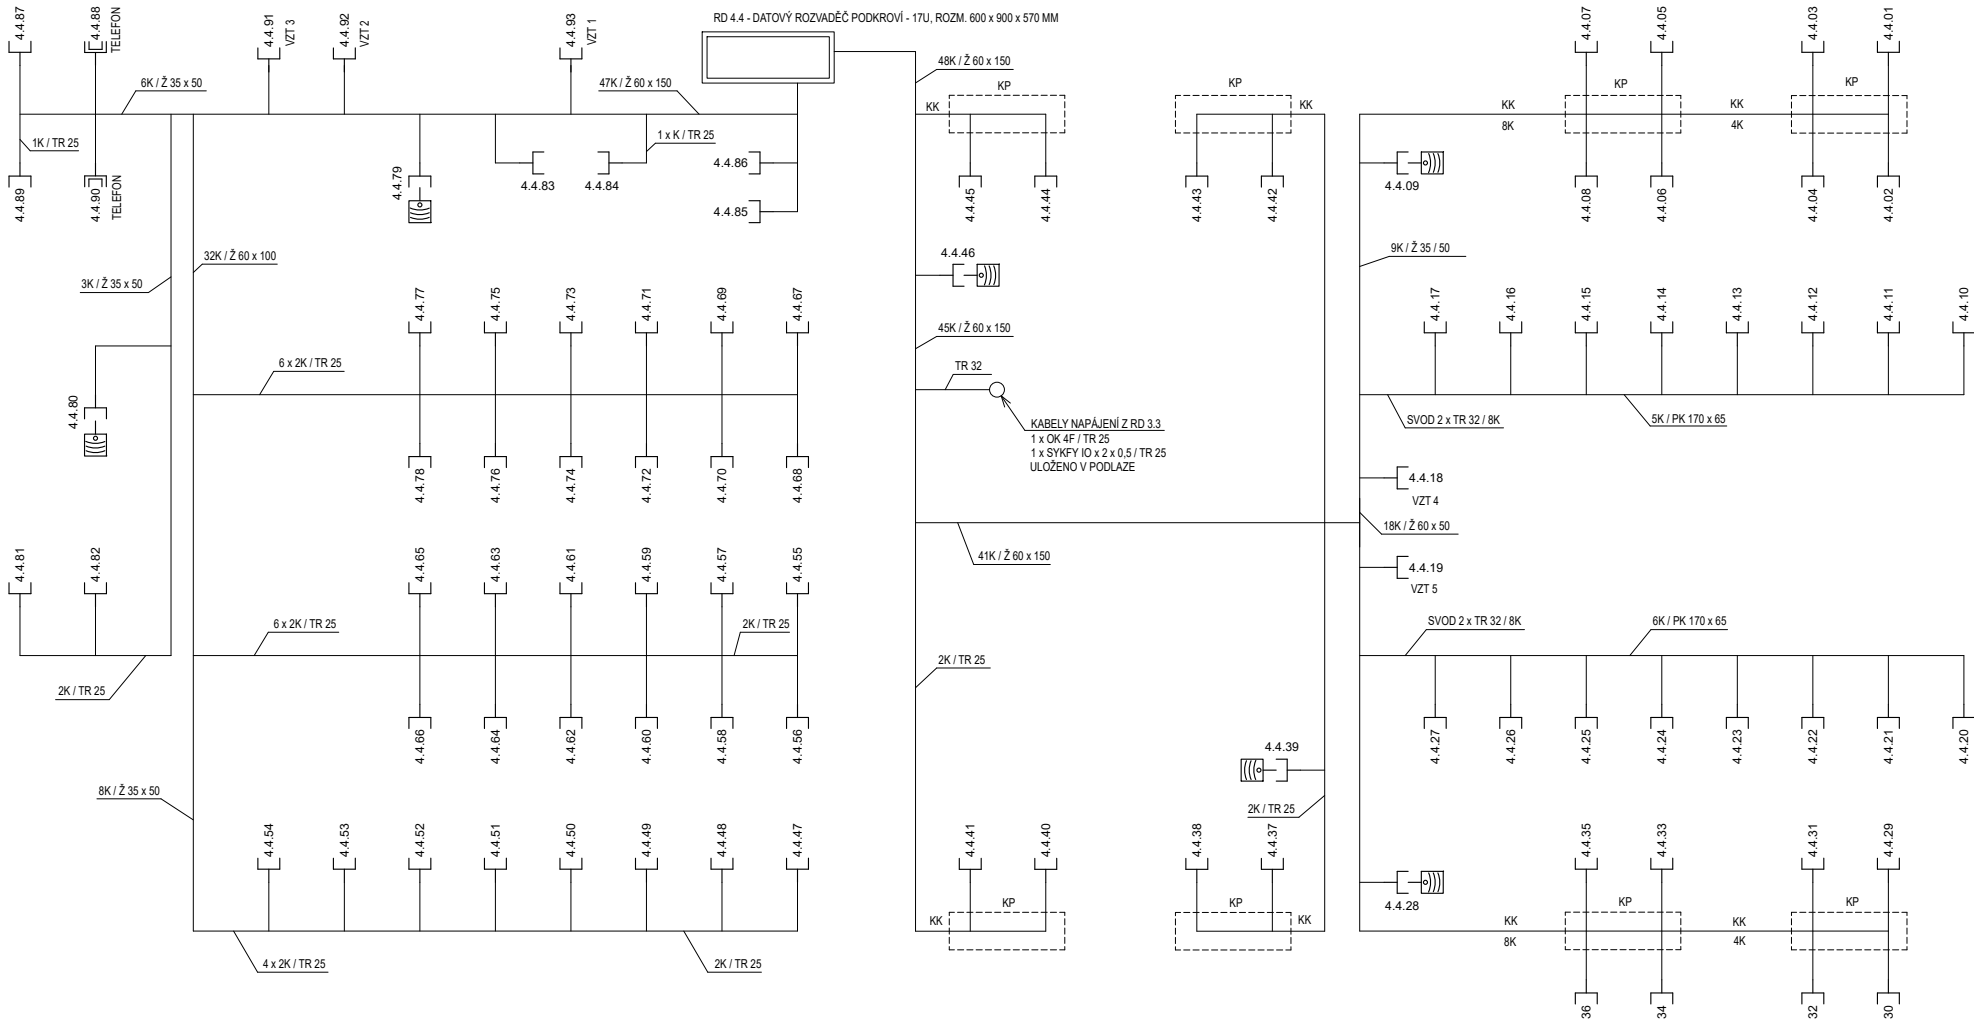 RD 4.4 - DATOVÝ ROZVADĚČ PODKROVÍ - 17U, ROZM. 600 x 900 x 570 MM
4.4.87
4.4.88
TELEFON
4.4.91
VZT 3
4.4.92
VZT 2
4.4.93
VZT 1
6K / Ž 35 x 50
47K / Ž 60 x 150
1K / TR 25
4.4.89
4.4.90
TELEFON
4.4.79
4.4.83
4.4.84
1 x K / TR 25
4.4.86
4.4.85
32K / Ž 60 x 100
3K / Ž 35 x 50
4.4.77
4.4.75
4.4.73
4.4.71
4.4.69
4.4.67
6 x 2K / TR 25
4.4.80
4.4.78
4.4.76
4.4.74
4.4.72
4.4.70
4.4.68
4.4.81
4.4.82
4.4.65
4.4.63
4.4.61
4.4.59
4.4.57
4.4.55
6 x 2K / TR 25
2K / TR 25
2K / TR 25
4.4.66
4.4.64
4.4.62
4.4.60
4.4.58
4.4.56
8K / Ž 35 x 50
4.4.54
4.4.53
4.4.52
4.4.51
4.4.50
4.4.49
4.4.48
4.4.47
4 x 2K / TR 25
2K / TR 25
48K / Ž 60 x 150
KK
KP
4.4.45
4.4.44
KP
KK
4.4.43
4.4.42
4.4.46
45K / Ž 60 x 150
TR 32
KABELY NAPÁJENÍ Z RD 3.3
1 x OK 4F / TR 25
1 x SYKFY IO x 2 x 0,5 / TR 25
ULOŽENO V PODLAZE
41K / Ž 60 x 150
2K / TR 25
4.4.39
2K / TR 25
4.4.41
4.4.40
KK
KP
4.4.38
4.4.37
KP
KK
4.4.07
4.4.05
4.4.03
4.4.01
KK
8K
KP
KK
4K
KP
4.4.09
4.4.08
4.4.06
4.4.04
4.4.02
9K / Ž 35 / 50
4.4.17
4.4.16
4.4.15
4.4.14
4.4.13
4.4.12
4.4.11
4.4.10
SVOD 2 x TR 32 / 8K
5K / PK 170 x 65
4.4.18
VZT 4
18K / Ž 60 x 50
4.4.19
VZT 5
SVOD 2 x TR 32 / 8K
6K / PK 170 x 65
4.4.27
4.4.26
4.4.25
4.4.24
4.4.23
4.4.22
4.4.21
4.4.20
4.4.28
4.4.35
4.4.33
4.4.31
4.4.29
KK
8K
KP
KK
4K
KP
36
34
32
30